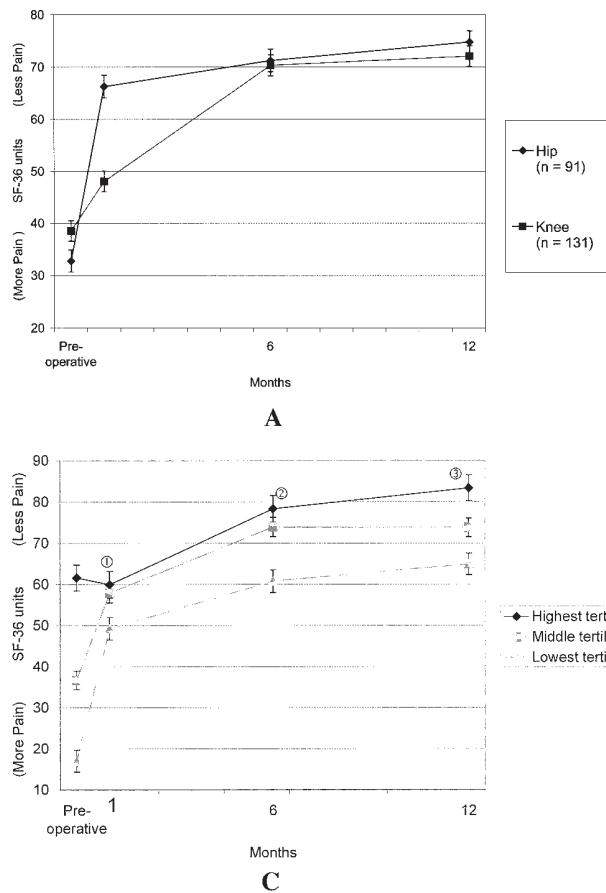 80
70
60
50
40
30
20
(Less Pain)
SF-36 units
(More Pain )
Pre-
operative
6
12
Months
Hip
(n = 91)
Knee
(n = 131)
A
90
80
70
60
50
40
30
20
10
(Less Pain)
SF-36 units
(More Pain)
①
②
③
Pre-
operative
1
6
12
Months
Highest tert
Middle tertil
Lowest terti
C